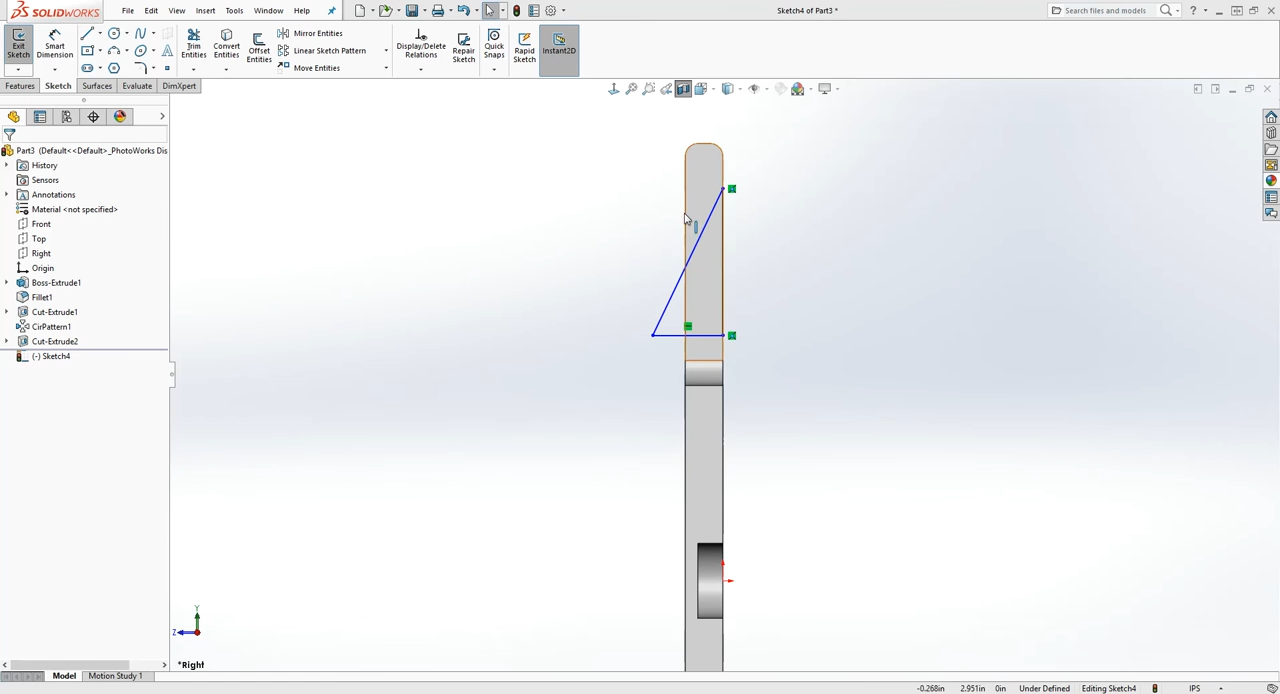 SOLIDWORKS
File Edit View Insert Tools Window Help
Sketch4 of Part3 *
Search files and models
Exit Sketch
Smart Dimension
Trim Entities
Convert Entities
Offset Entities
Mirror Entities
Linear Sketch Pattern
Move Entities
Display/Delete Relations
Repair Sketch
Quick Snaps
Rapid Sketch
Instant2D
Features Sketch Surfaces Evaluate DimXpert
Part3 (Default<<Default>_PhotoWorks Dis
History
Sensors
Annotations
Material <not specified>
Front
Top
Right
Origin
Boss-Extrude1
Fillet1
Cut-Extrude1
CirPattern1
Cut-Extrude2
(-) Sketch4
Y
Z
*Right
Model Motion Study 1
-0.268in 2.951in 0in Under Defined Editing Sketch4 IPS